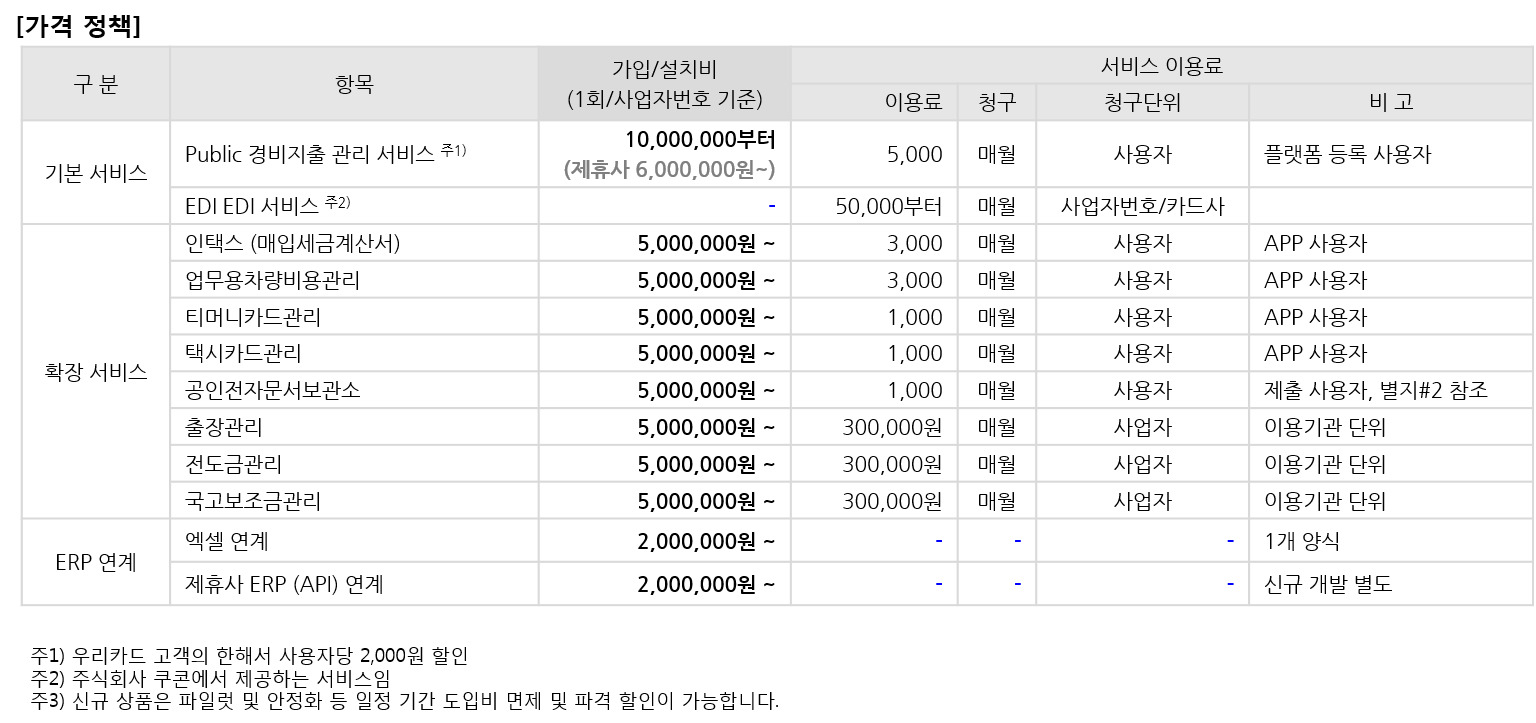 [가격 정책]
구 분 항목 가입/설치비 (1회/사업자번호 기준) 서비스 이용료
이용료 청구 청구단위 비 고
기본 서비스 Public 경비지출 관리 서비스 주1) 10,000,000부터 (제휴사 6,000,000원~) 5,000 매월 사용자 플랫폼 등록 사용자
EDI EDI 서비스 주2) - 50,000부터 매월 사업자번호/카드사
확장 서비스 인택스 (매입세금계산서) 5,000,000원 ~ 3,000 매월 사용자 APP 사용자
업무용차량비용관리 5,000,000원 ~ 3,000 매월 사용자 APP 사용자
티머니카드관리 5,000,000원 ~ 1,000 매월 사용자 APP 사용자
택시카드관리 5,000,000원 ~ 1,000 매월 사용자 APP 사용자
공인전자문서보관소 5,000,000원 ~ 1,000 매월 사용자 제출 사용자, 별지#2 참조
출장관리 5,000,000원 ~ 300,000원 매월 사업자 이용기관 단위
전도금관리 5,000,000원 ~ 300,000원 매월 사업자 이용기관 단위
국고보조금관리 5,000,000원 ~ 300,000원 매월 사업자 이용기관 단위
ERP 연계 엑셀 연계 2,000,000원 ~ - - - 1개 양식
제휴사 ERP (API) 연계 2,000,000원 ~ - - - 신규 개발 별도
주1) 우리카드 고객의 한해서 사용자당 2,000원 할인
주2) 주식회사 쿠콘에서 제공하는 서비스임
주3) 신규 상품은 파일럿 및 안정화 등 일정 기간 도입비 면제 및 파격 할인이 가능합니다.